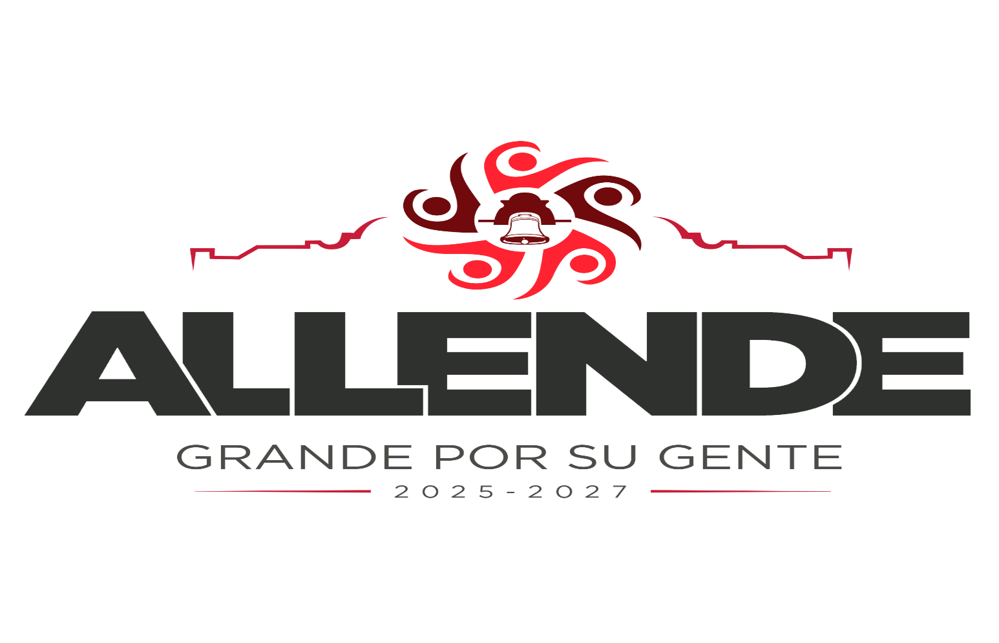 ALLENDE
GRANDE POR SU GENTE
2025-2027